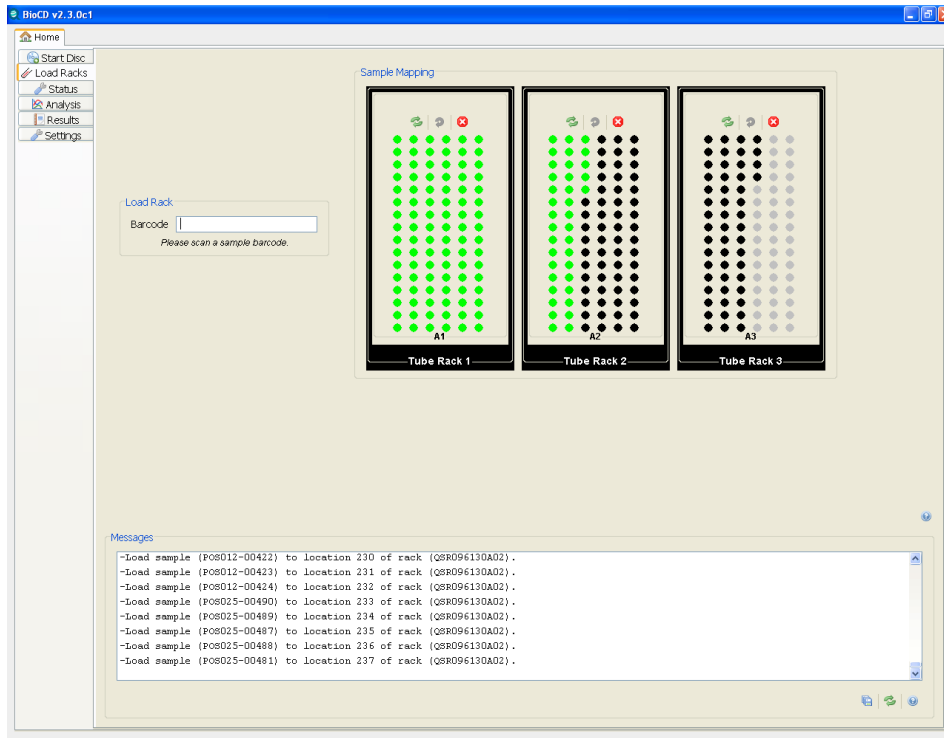 BioCD v2.3.0c1
Home
Start Disc
Load Racks
Status
Analysis
Results
Settings
Sample Mapping
A1
A2
A3
Tube Rack 1
Tube Rack 2
Tube Rack 3
Load Rack
Barcode
Please scan a sample barcode.
Messages
-Load sample (POS012-00422) to location 230 of rack (QSR096130A02).
-Load sample (POS012-00423) to location 231 of rack (QSR096130A02).
-Load sample (POS012-00424) to location 232 of rack (QSR096130A02).
-Load sample (POS025-00490) to location 233 of rack (QSR096130A02).
-Load sample (POS025-00489) to location 234 of rack (QSR096130A02).
-Load sample (POS025-00487) to location 235 of rack (QSR096130A02).
-Load sample (POS025-00488) to location 236 of rack (QSR096130A02).
-Load sample (POS025-00481) to location 237 of rack (QSR096130A02).